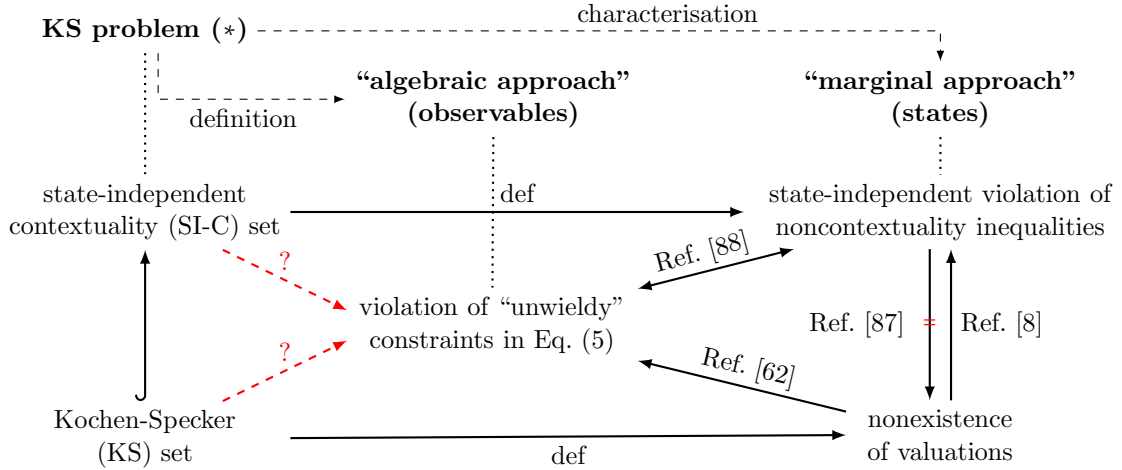 characterisation
KS problem (∗)
“algebraic approach”
(observables)
“marginal approach”
(states)
definition
state-independent
contextuality (SI-C) set
def
state-independent violation of
noncontextuality inequalities
?
Ref. [88]
violation of “unwieldy”
constraints in Eq. (5)
Ref. [87]
=
Ref. [8]
?
Ref. [62]
Kochen-Specker
(KS) set
def
nonexistence
of valuations